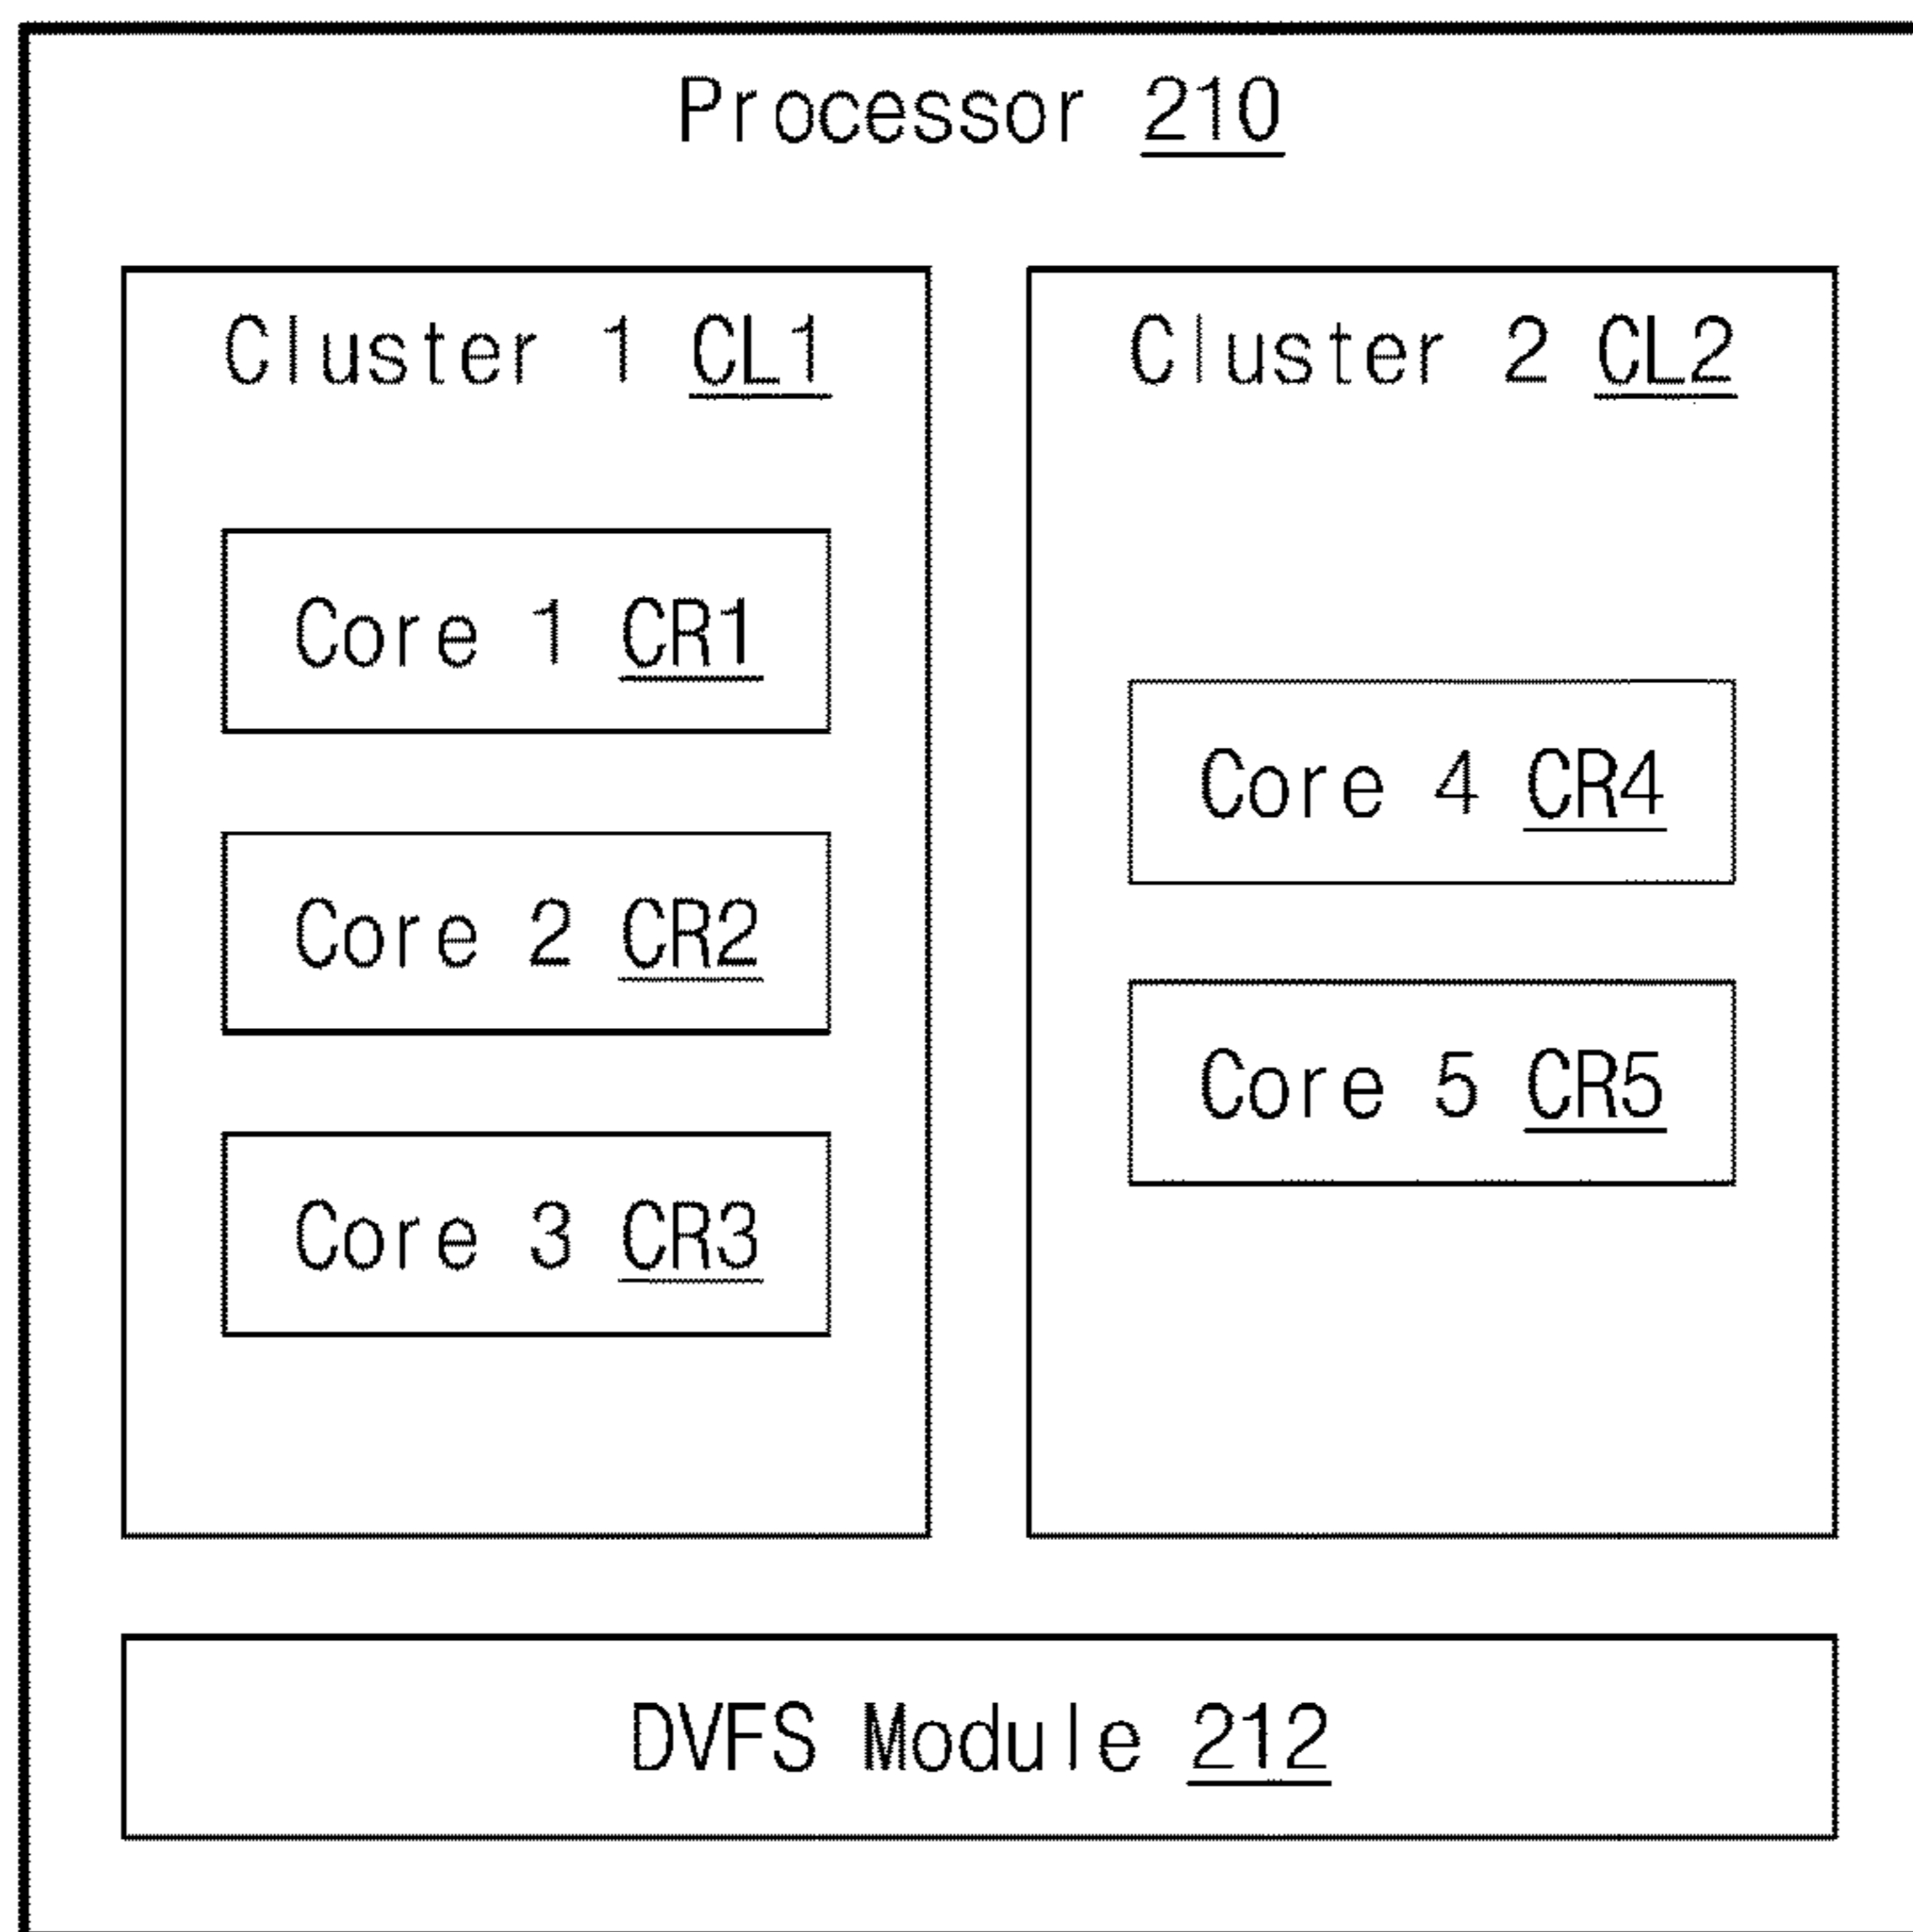 Processor 210
Cluster 1 CL1
Core 1 CR1
Core 2 CR2
Core 3 CR3
Cluster 2 CL2
Core 4 CR4
Core 5 CR5
DVFS Module 212